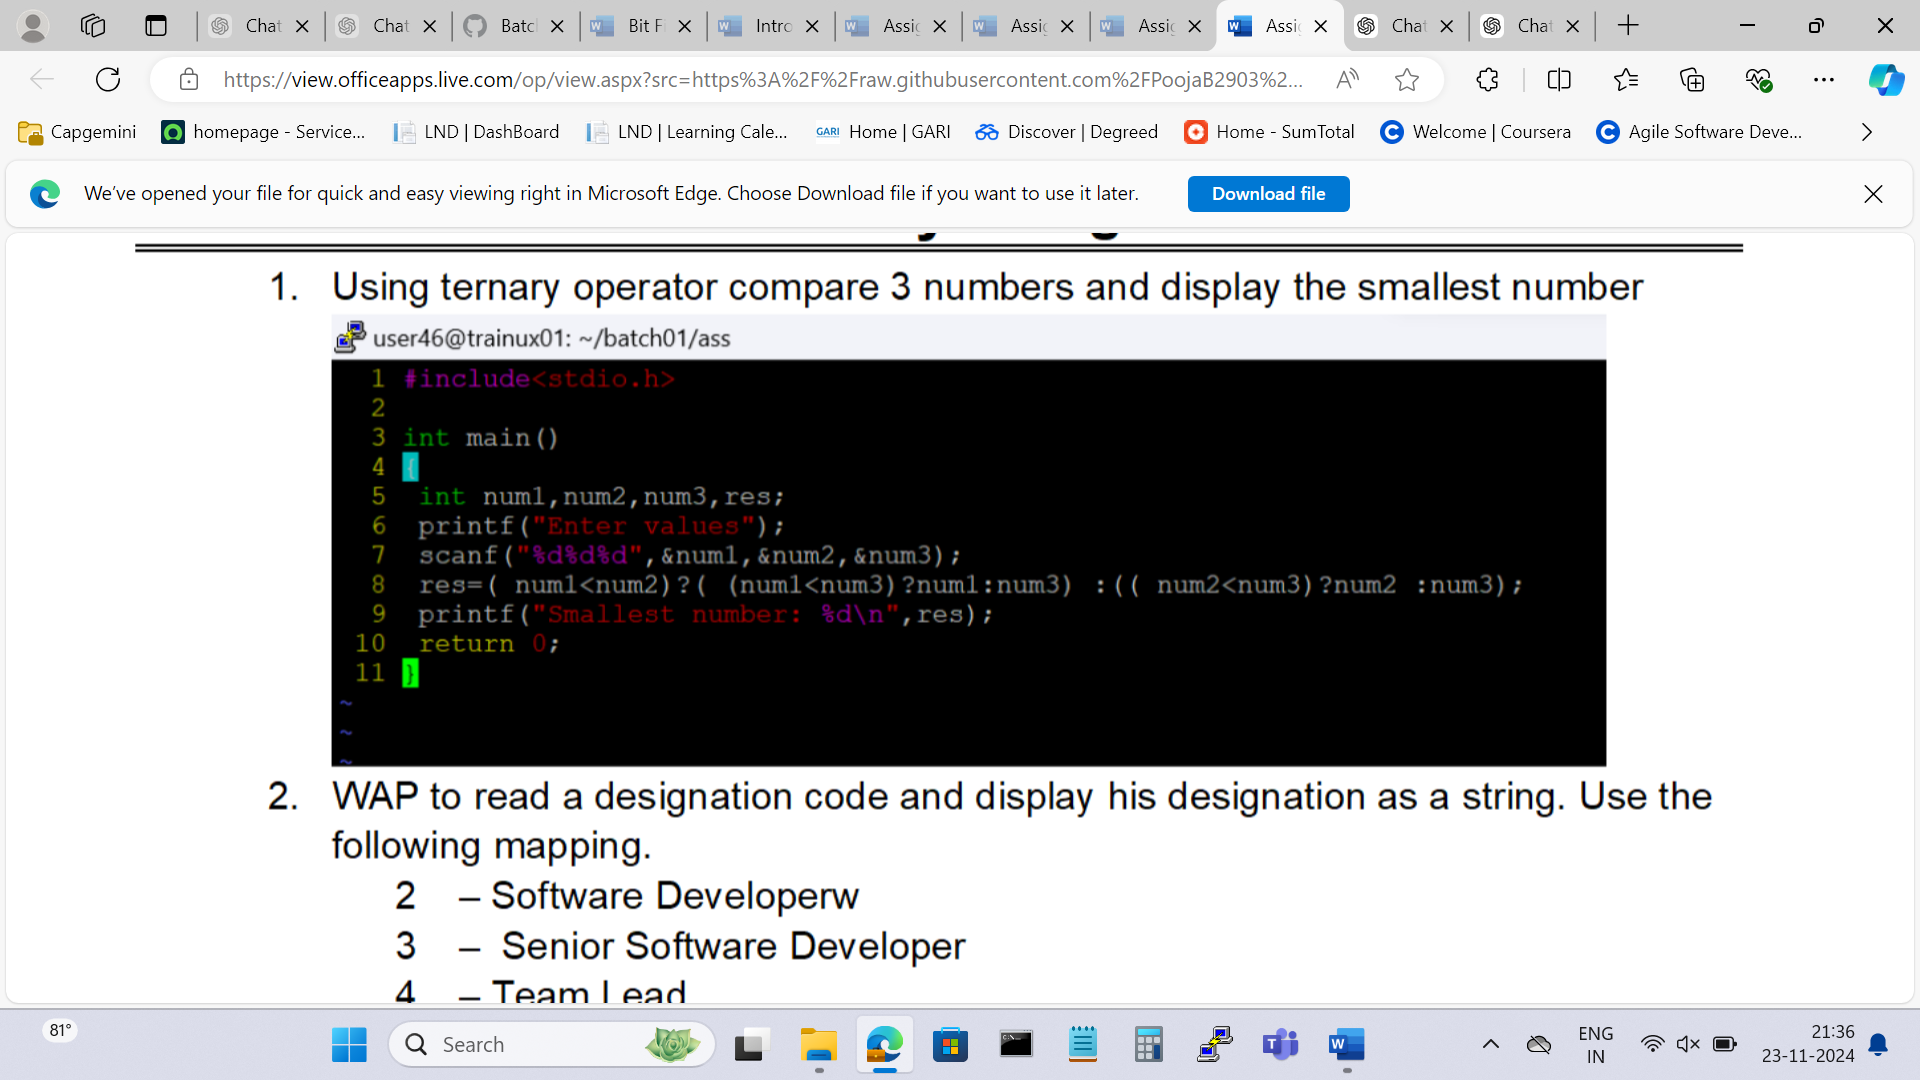 Chat
Chat
Batc
Bit Fi
Intro
Assig
Assig
Assig
Assig
Chat
Chat
https://view.officeapps.live.com/op/view.aspx?src=https%3A%2F%2Fraw.githubusercontent.com%2FPoojaB2903%2...
Capgemini
homepage - Service...
LND | DashBoard
LND | Learning Cale...
GARI Home | GARI
Discover | Degreed
Home - SumTotal
Welcome | Coursera
Agile Software Deve...
We've opened your file for quick and easy viewing right in Microsoft Edge. Choose Download file if you want to use it later.
Download file
1. Using ternary operator compare 3 numbers and display the smallest number
user46@trainux01: ~/batch01/ass
1 #include<stdio.h>
2
3 int main()
4 {
5 int num1,num2,num3,res;
6 printf("Enter values");
7 scanf("%d%d%d",&num1,&num2,&num3);
8 res=( num1<num2)?( (num1<num3)?num1:num3) :(( num2<num3)?num2 :num3);
9 printf("Smallest number: %d\n",res);
10 return 0;
11 }
~
~
~
2. WAP to read a designation code and display his designation as a string. Use the
following mapping.
2 – Software Developerw
3 – Senior Software Developer
4 – Team Lead
81°
Search
ENG
IN
21:36
23-11-2024